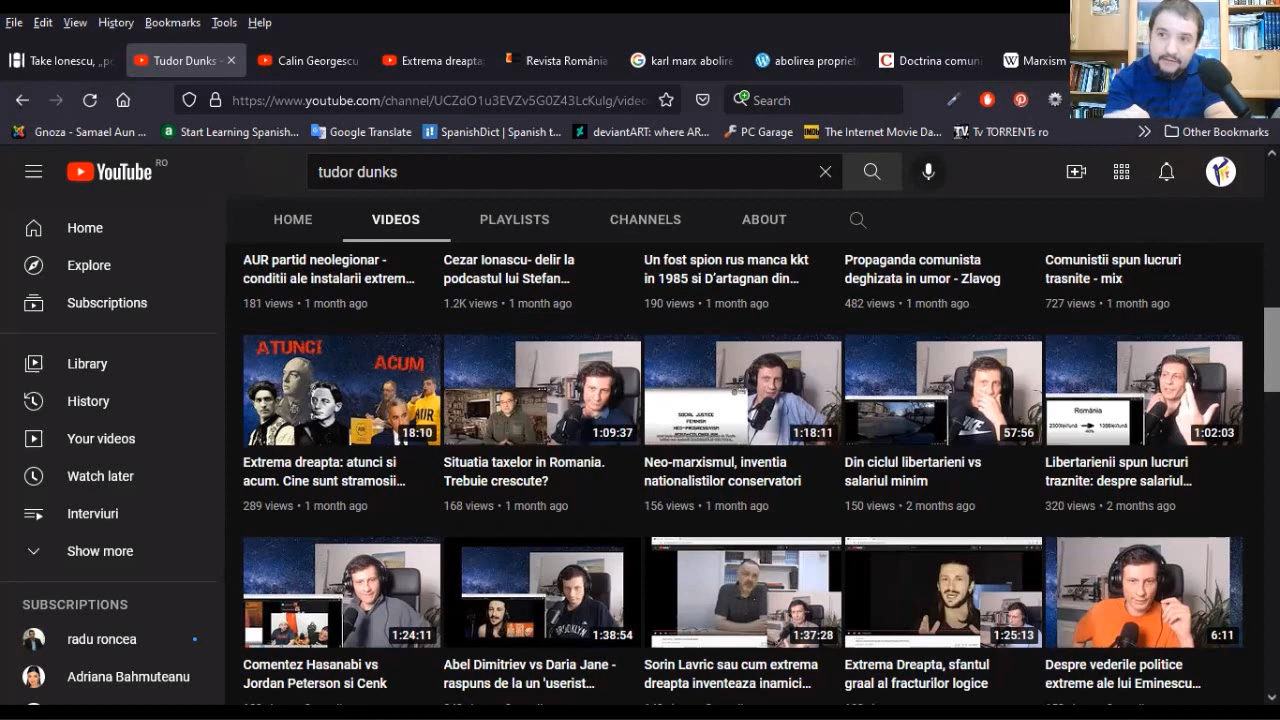 File Edit View History Bookmarks Tools Help
Take Ionescu, „pe
Tudor Dunks -
Calin Georgescu
Extrema dreapta:
Revista România
karl marx abolire
abolirea propriet
Doctrina comuni
Marxism
https://www.youtube.com/channel/UCZdO1u3EVZv5G0Z43LcKulg/video
Search
Gnoza - Samael Aun ...
Start Learning Spanish...
Google Translate
SpanishDict | Spanish t...
deviantART: where AR...
PC Garage
The Internet Movie Da...
Tv TORRENTs ro
Other Bookmarks
YouTube RO
tudor dunks
HOME VIDEOS PLAYLISTS CHANNELS ABOUT
Home
Explore
Subscriptions
Library
History
Your videos
Watch later
Interviuri
Show more
SUBSCRIPTIONS
radu roncea
Adriana Bahmuteanu
AUR partid neolegionar -
conditii ale instalarii extrem...
181 views • 1 month ago
Cezar Ionascu- delir la
podcastul lui Stefan...
1.2K views • 1 month ago
Un fost spion rus manca kkt
in 1985 si D'artagnan din...
190 views • 1 month ago
Propaganda comunista
deghizata in umor - Zlavog
482 views • 1 month ago
Comunistii spun lucruri
trasnite - mix
727 views • 1 month ago
ATUNCI
ACUM
AUR
18:10
Extrema dreapta: atunci si
acum. Cine sunt stramosii...
289 views • 1 month ago
1:09:37
Situatia taxelor in Romania.
Trebuie crescute?
168 views • 1 month ago
SOCIAL JUSTICE
FEMINISM
NEO-PROGRESSIVISM
1:18:11
Neo-marxismul, inventia
nationalistilor conservatori
156 views • 1 month ago
57:56
Din ciclul libertarieni vs
salariul minim
150 views • 2 months ago
România
1:02:03
Libertarienii spun lucruri
traznite: despre salariul...
320 views • 2 months ago
1:24:11
Comentez Hasanabi vs
Jordan Peterson si Cenk
BROOKLYN
1:38:54
Abel Dimitriev vs Daria Jane -
raspuns de la un 'userist...
1:37:28
Sorin Lavric sau cum extrema
dreapta inventeaza inamici...
1:25:13
Extrema Dreapta, sfantul
graal al fracturilor logice
6:11
Despre vederile politice
extreme ale lui Eminescu...